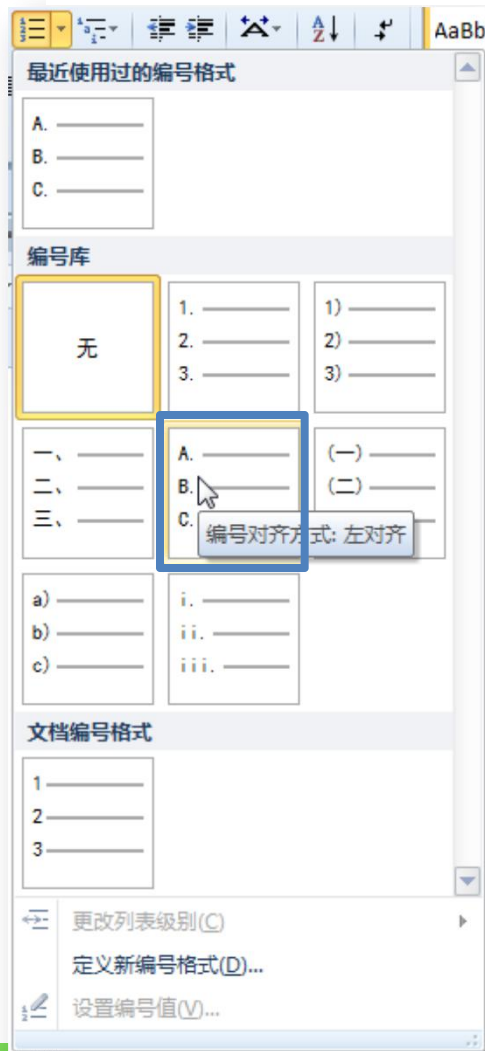 AaBb
最近使用过的编号格式
A.
B.
C.
编号库
无
1.
2.
3.
1)
2)
3)
一、
二、
三、
A.
B.
C.
(一)
(二)
编号对齐方式: 左对齐
a)
b)
c)
i.
ii.
iii.
文档编号格式
1
2
3
更改列表级别(C)
定义新编号格式(D)...
设置编号值(V)...